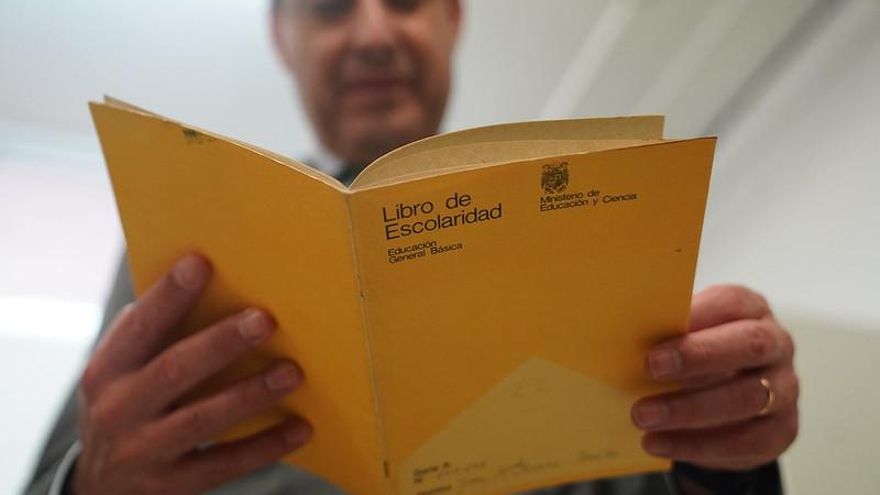 Libro de
Escolaridad
Educación
General Básica
Ministerio de
Educación y Ciencia